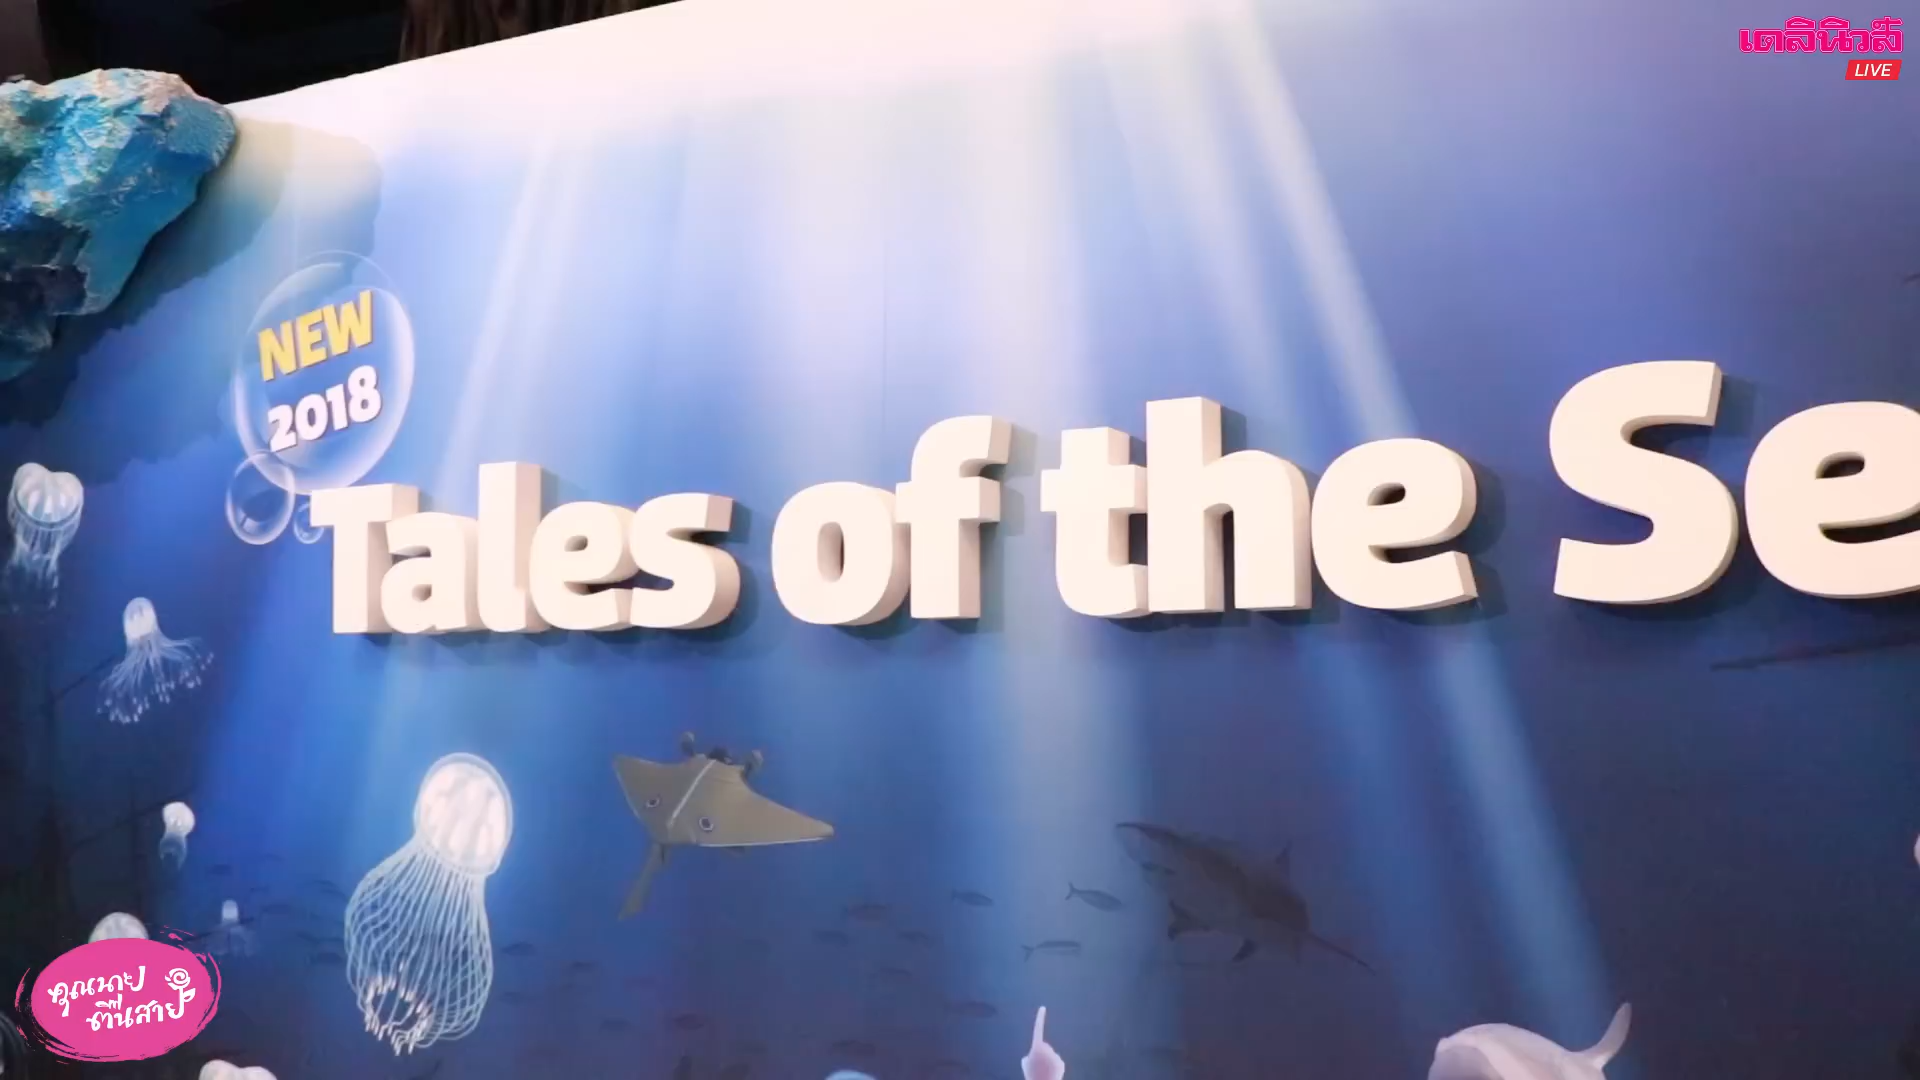 เดลินิวส์
LIVE
NEW
2018
Tales of the Se
คุณนาย
ตื่นสาย